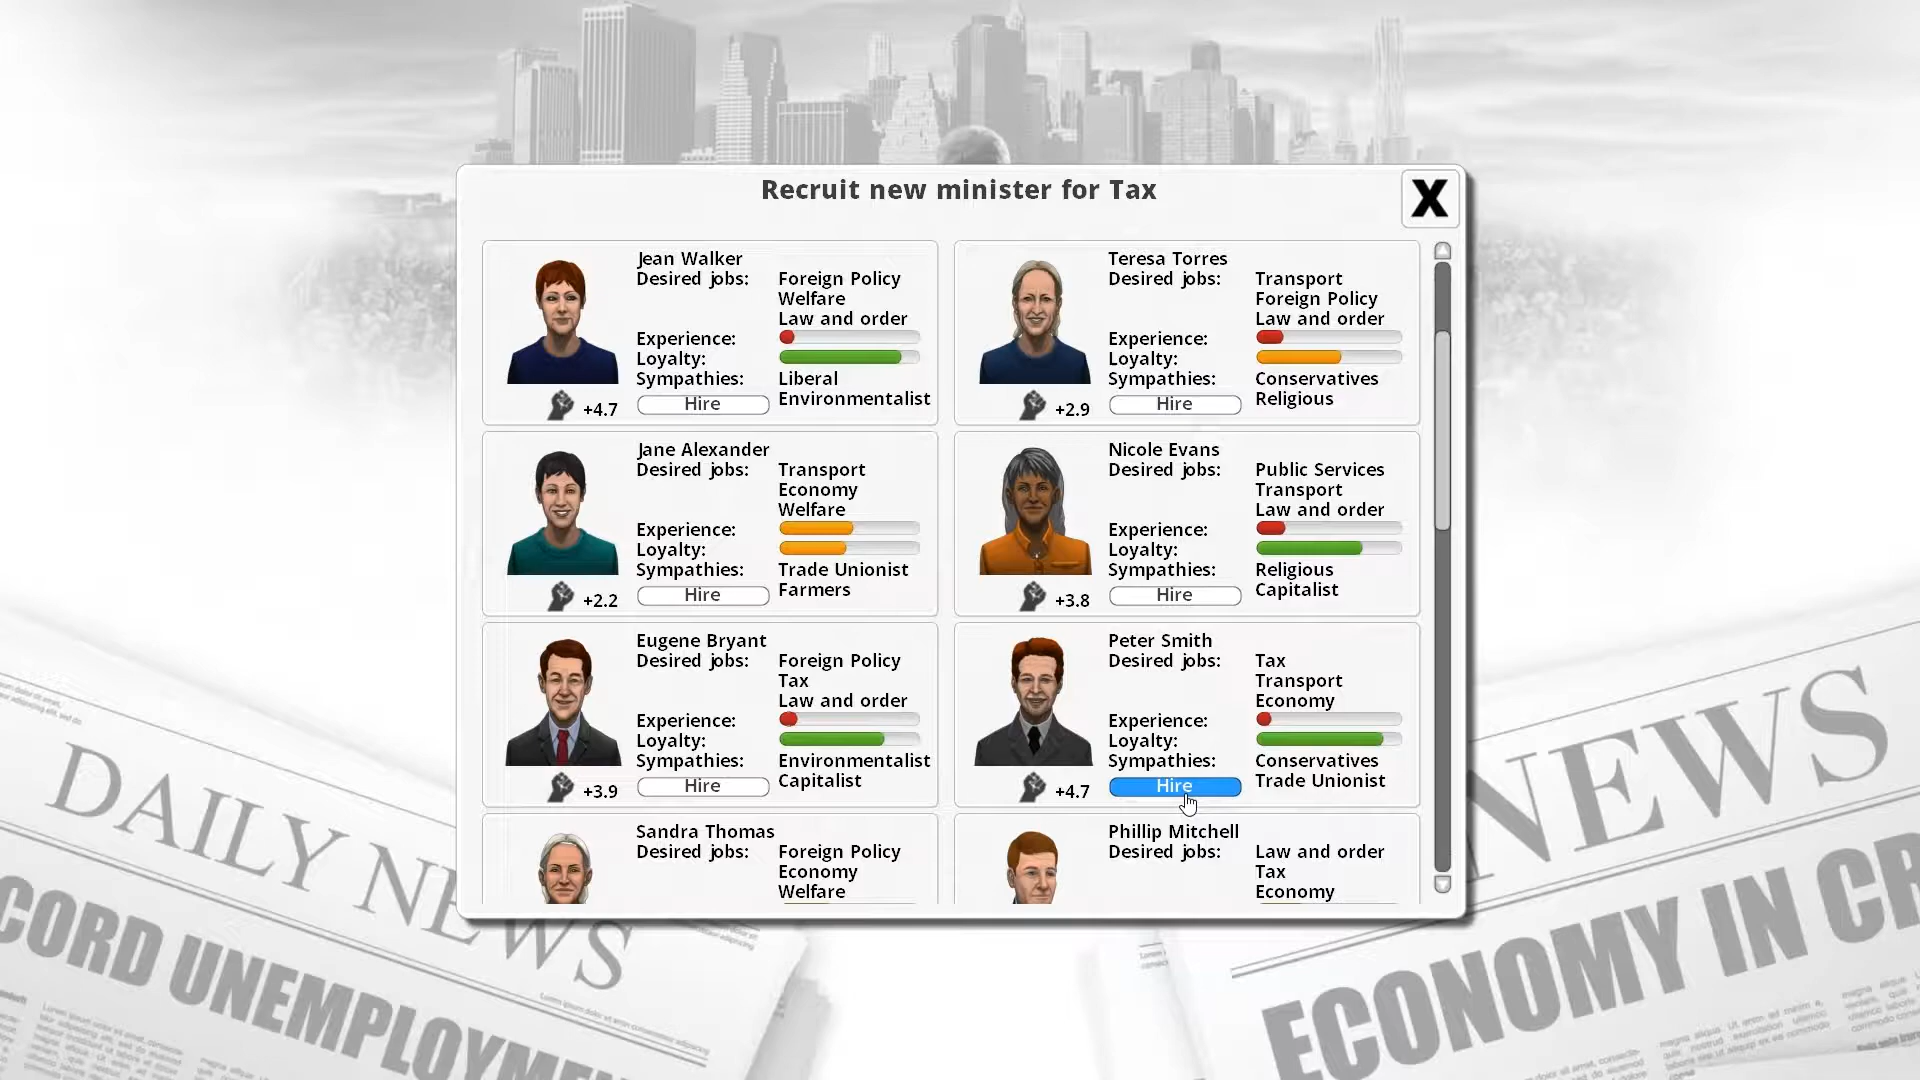 Recruit new minister for Tax
X
Jean Walker
Desired jobs:
Foreign Policy
Welfare
Law and order
Experience:
Loyalty:
Sympathies:
Liberal
Environmentalist
+4.7
Hire
Teresa Torres
Desired jobs:
Transport
Foreign Policy
Law and order
Experience:
Loyalty:
Sympathies:
Conservatives
Religious
+2.9
Hire
Jane Alexander
Desired jobs:
Transport
Economy
Welfare
Experience:
Loyalty:
Sympathies:
Trade Unionist
Farmers
+2.2
Hire
Nicole Evans
Desired jobs:
Public Services
Transport
Law and order
Experience:
Loyalty:
Sympathies:
Religious
Capitalist
+3.8
Hire
Eugene Bryant
Desired jobs:
Foreign Policy
Tax
Law and order
Experience:
Loyalty:
Sympathies:
Environmentalist
Capitalist
+3.9
Hire
Peter Smith
Desired jobs:
Tax
Transport
Economy
Experience:
Loyalty:
Sympathies:
Conservatives
Trade Unionist
+4.7
Hire
Sandra Thomas
Desired jobs:
Foreign Policy
Economy
Welfare
Phillip Mitchell
Desired jobs:
Law and order
Tax
Economy
DAILY NEWS
CORD UNEMPLOYME
NEWS
ECONOMY IN CR